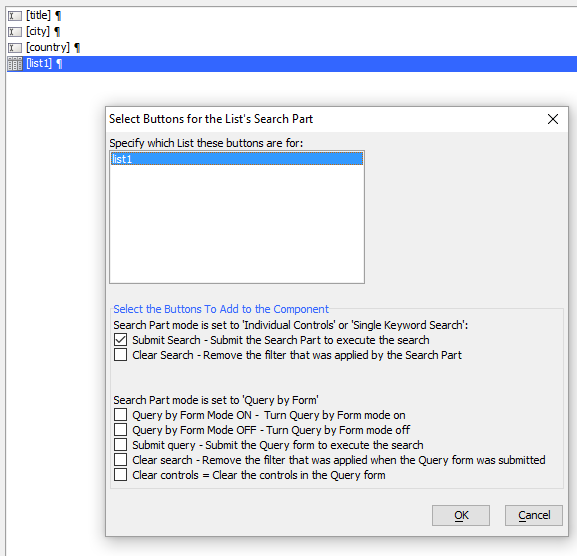 [title] ¶
[city] ¶
[country] ¶
[list1] ¶
Select Buttons for the List's Search Part
Specify which List these buttons are for:
list1
Select the Buttons To Add to the Component
Search Part mode is set to 'Individual Controls' or 'Single Keyword Search':
Submit Search - Submit the Search Part to execute the search
Clear Search - Remove the filter that was applied by the Search Part
Search Part mode is set to 'Query by Form'
Query by Form Mode ON - Turn Query by Form mode on
Query by Form Mode OFF - Turn Query by Form mode off
Submit query - Submit the Query form to execute the search
Clear search - Remove the filter that was applied when the Query form was submitted
Clear controls = Clear the controls in the Query form
OK
Cancel